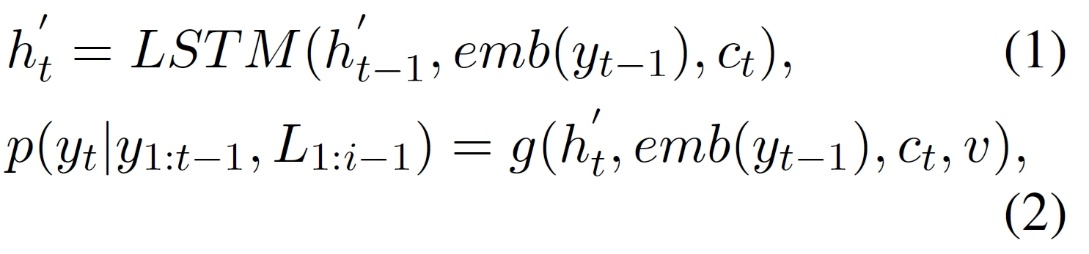 h'_t = LSTM(h'_{t-1}, emb(y_{t-1}), c_t), (1)
p(y_t|y_{1:t-1}, L_{1:i-1}) = g(h'_t, emb(y_{t-1}), c_t, v),
(2)